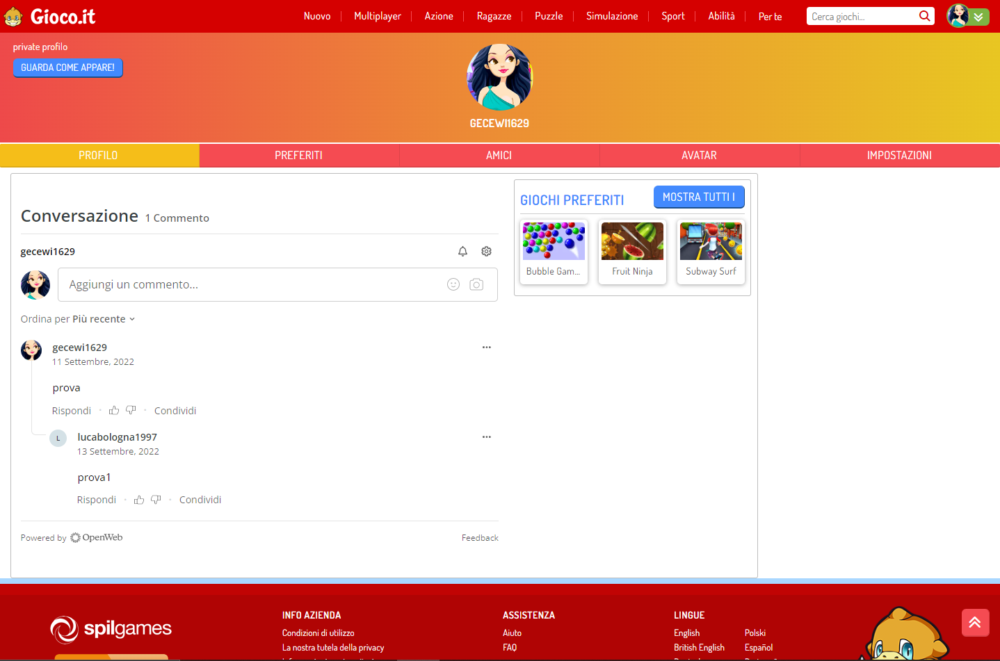 Gioco.it
Nuovo Multiplayer Azione Ragazze Puzzle Simulazione Sport Abilità Per te
Cerca giochi...
private profilo
GUARDA COME APPARE!
GECEWI1629
PROFILO PREFERITI AMICI AVATAR IMPOSTAZIONI
Conversazione 1 Commento
gecewi1629
Aggiungi un commento...
Ordina per Più recente
gecewi1629
11 Settembre, 2022
prova
Rispondi · · Condividi
L
lucabologna1997
13 Settembre, 2022
prova1
Rispondi · · Condividi
Powered by OpenWeb
Feedback
GIOCHI PREFERITI
MOSTRA TUTTI I
Bubble Gam...
Fruit Ninja
Subway Surf
spilgames
INFO AZIENDA
Condizioni di utilizzo
La nostra tutela della privacy
ASSISTENZA
Aiuto
FAQ
LINGUE
English Polski
British English Español